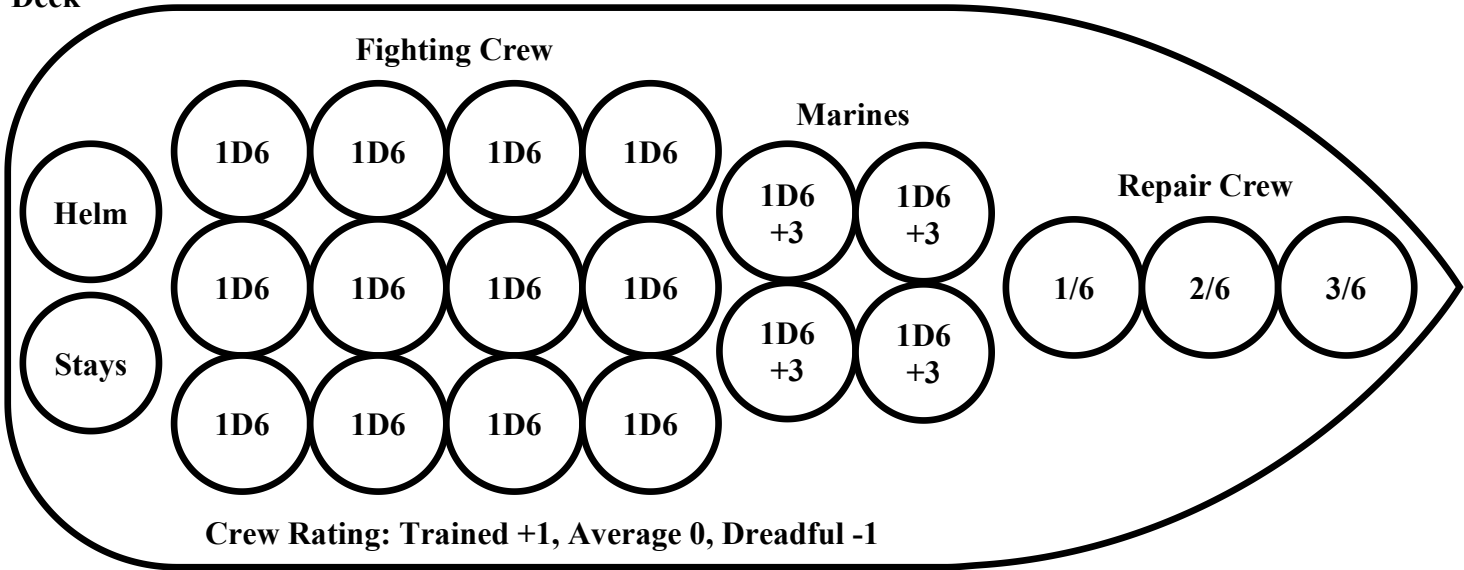 Deck
Fighting Crew
Marines
Repair Crew
Helm
Stays
1D6 1D6 1D6 1D6
1D6 1D6 1D6 1D6
1D6 1D6 1D6 1D6
1D6 1D6
+3 +3
1D6 1D6
+3 +3
1/6 2/6 3/6
Crew Rating: Trained +1, Average 0, Dreadful -1